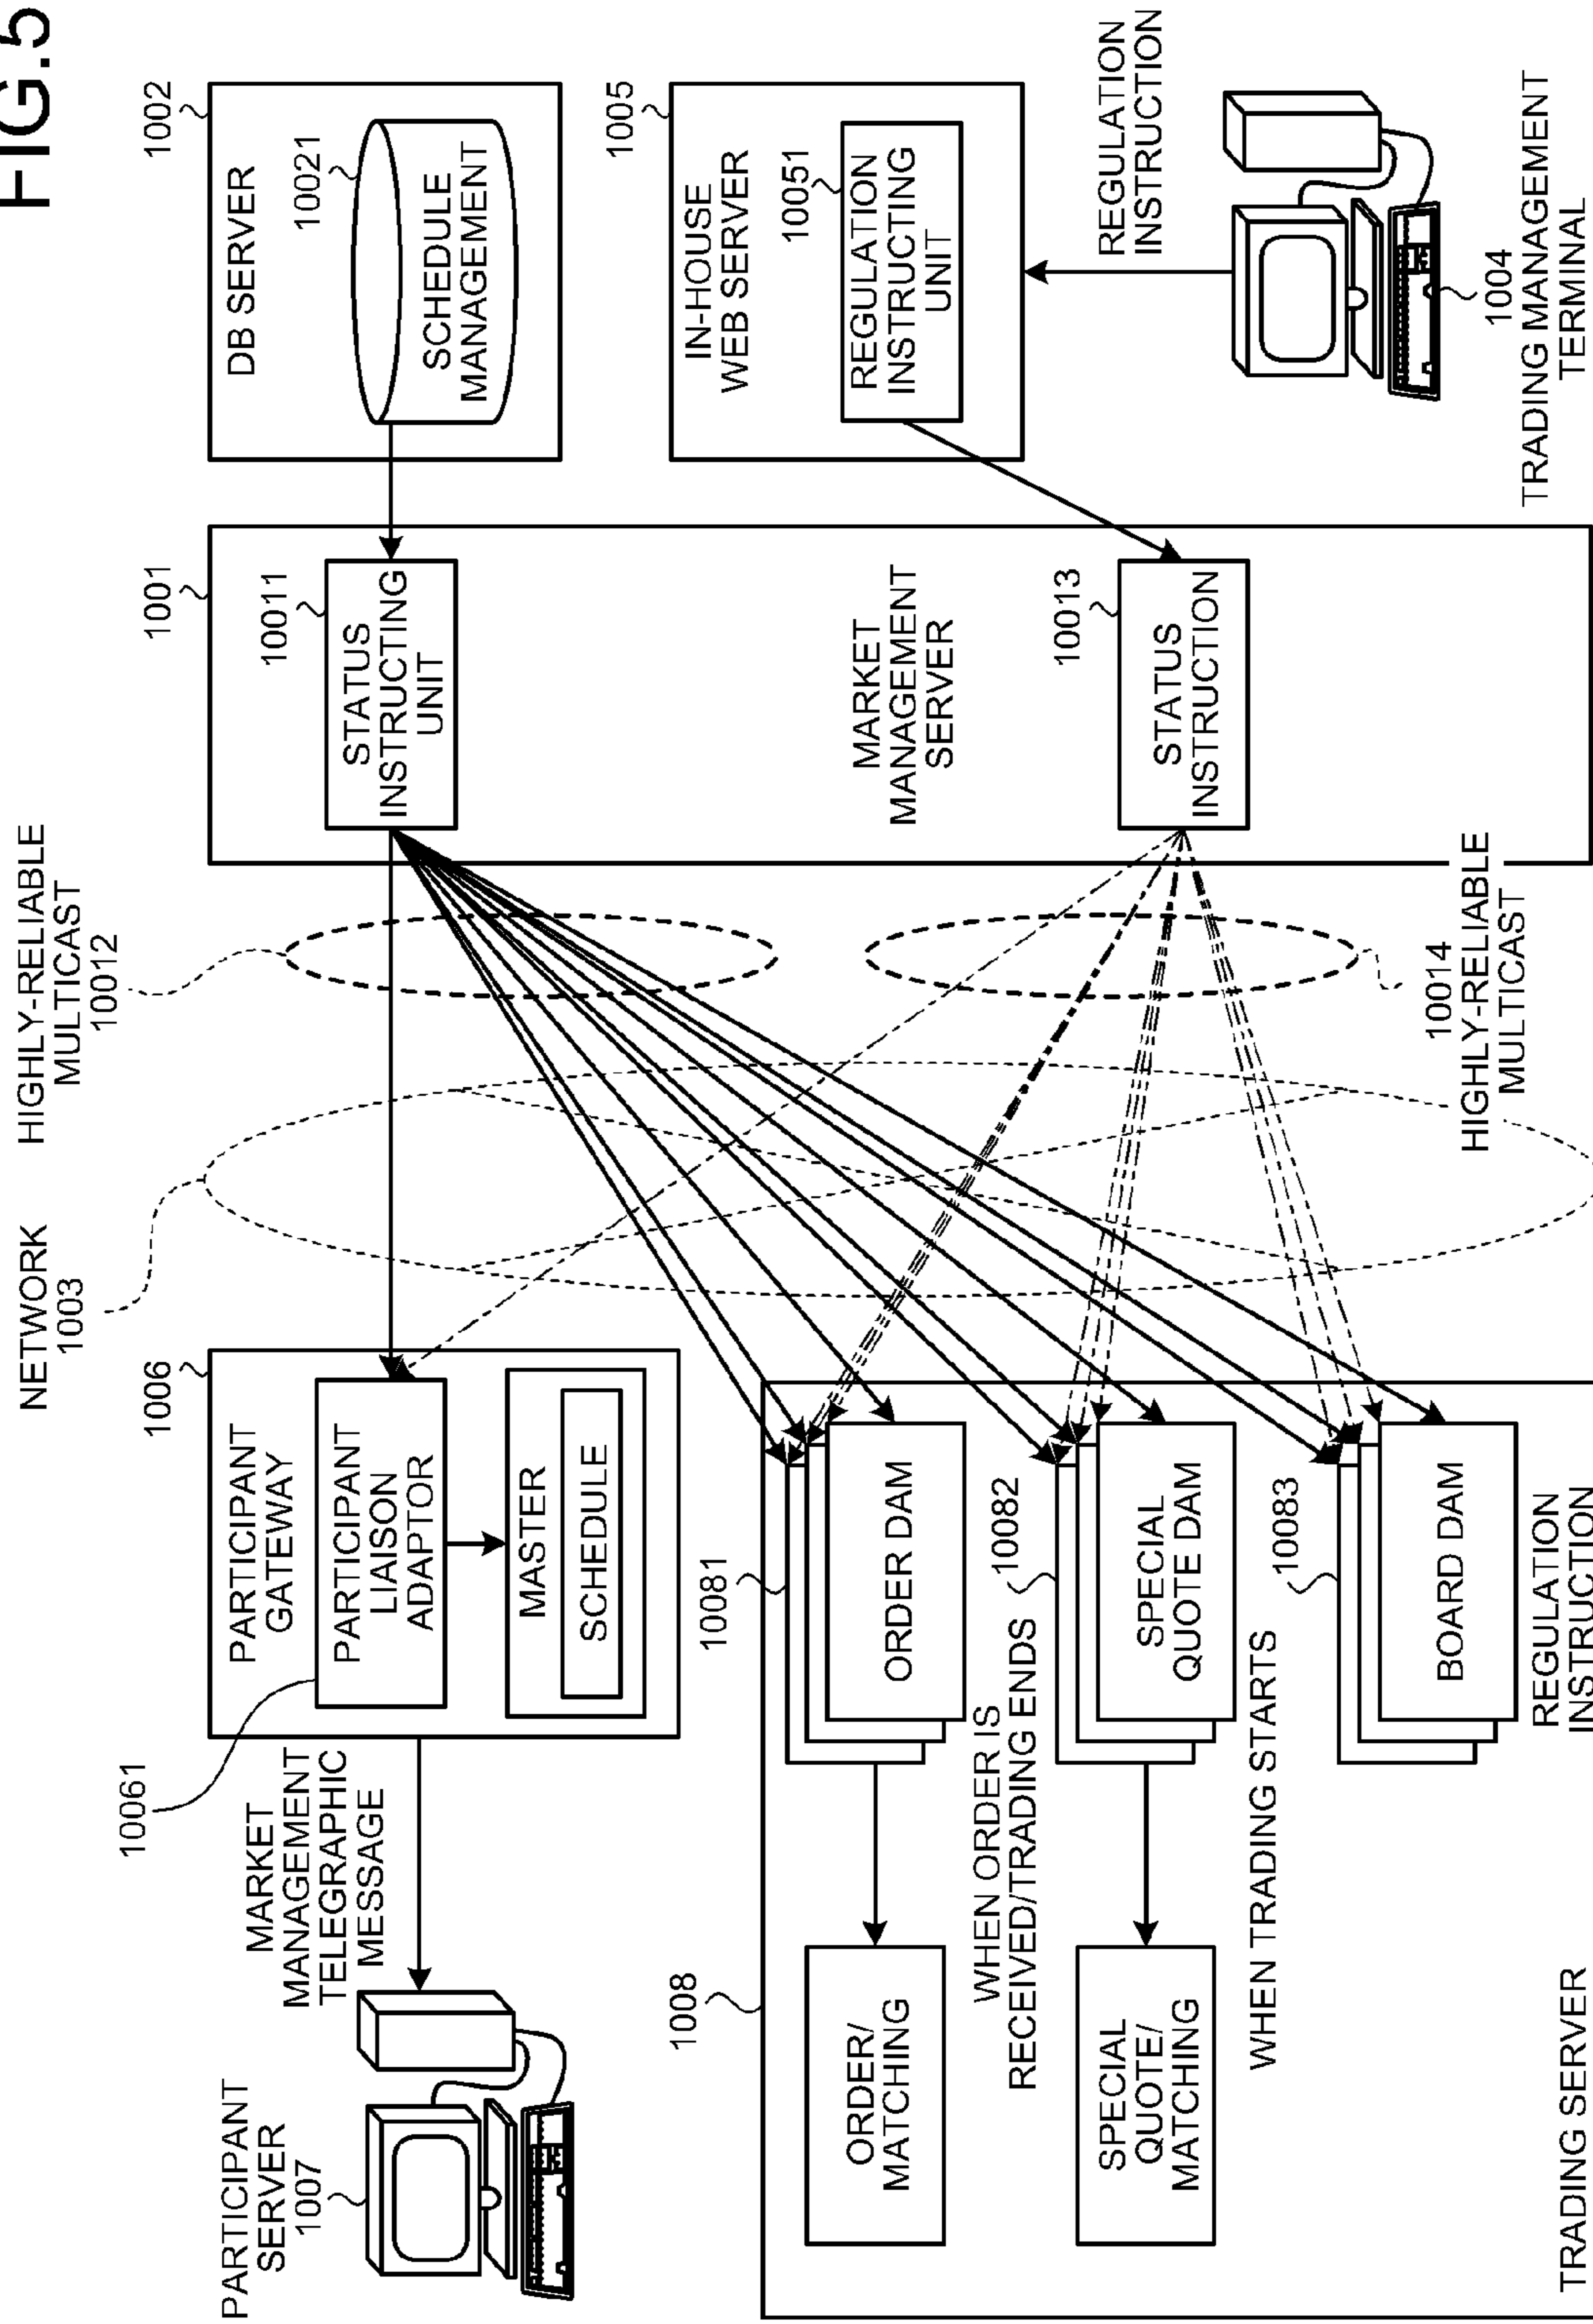 FIG.5
NETWORK
1003
HIGHLY-RELIABLE
MULTICAST
10012
PARTICIPANT
SERVER
1007
MARKET
MANAGEMENT
TELEGRAPHIC
MESSAGE
10061
1006
PARTICIPANT
GATEWAY
PARTICIPANT
LIAISON
ADAPTOR
MASTER
SCHEDULE
1001
10011
STATUS
INSTRUCTING
UNIT
MARKET
MANAGEMENT
SERVER
10013
STATUS
INSTRUCTION
1002
DB SERVER
10021
SCHEDULE
MANAGEMENT
1005
IN-HOUSE
WEB SERVER
10051
REGULATION
INSTRUCTING
UNIT
REGULATION
INSTRUCTION
1004
TRADING MANAGEMENT
TERMINAL
10014
HIGHLY-RELIABLE
MULTICAST
1008
ORDER/
MATCHING
10081
ORDER DAM
WHEN ORDER IS
RECEIVED/TRADING ENDS
SPECIAL
QUOTE/
MATCHING
10082
SPECIAL
QUOTE DAM
WHEN TRADING STARTS
10083
BOARD DAM
REGULATION
INSTRUCTION
TRADING SERVER